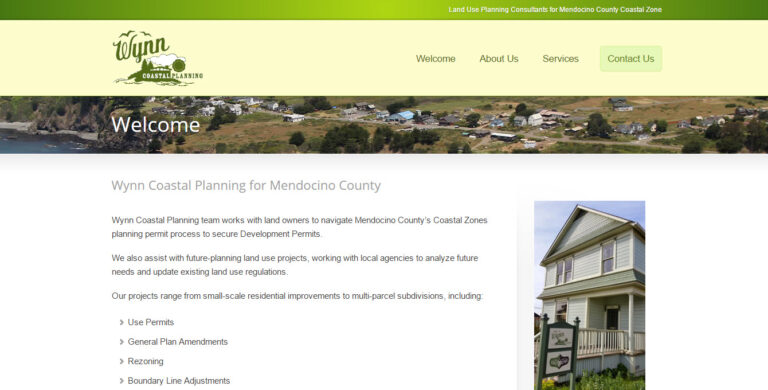 Land Use Planning Consultants for Mendocino County Coastal Zone
Wynn
COASTAL PLANNING
Welcome
About Us
Services
Contact Us
Welcome
Wynn Coastal Planning for Mendocino County
Wynn Coastal Planning team works with land owners to navigate Mendocino County's Coastal Zones
planning permit process to secure Development Permits.
We also assist with future-planning land use projects, working with local agencies to analyze future
needs and update existing land use regulations.
Our projects range from small-scale residential improvements to multi-parcel subdivisions, including:
Use Permits
General Plan Amendments
Rezoning
Boundary Line Adjustments